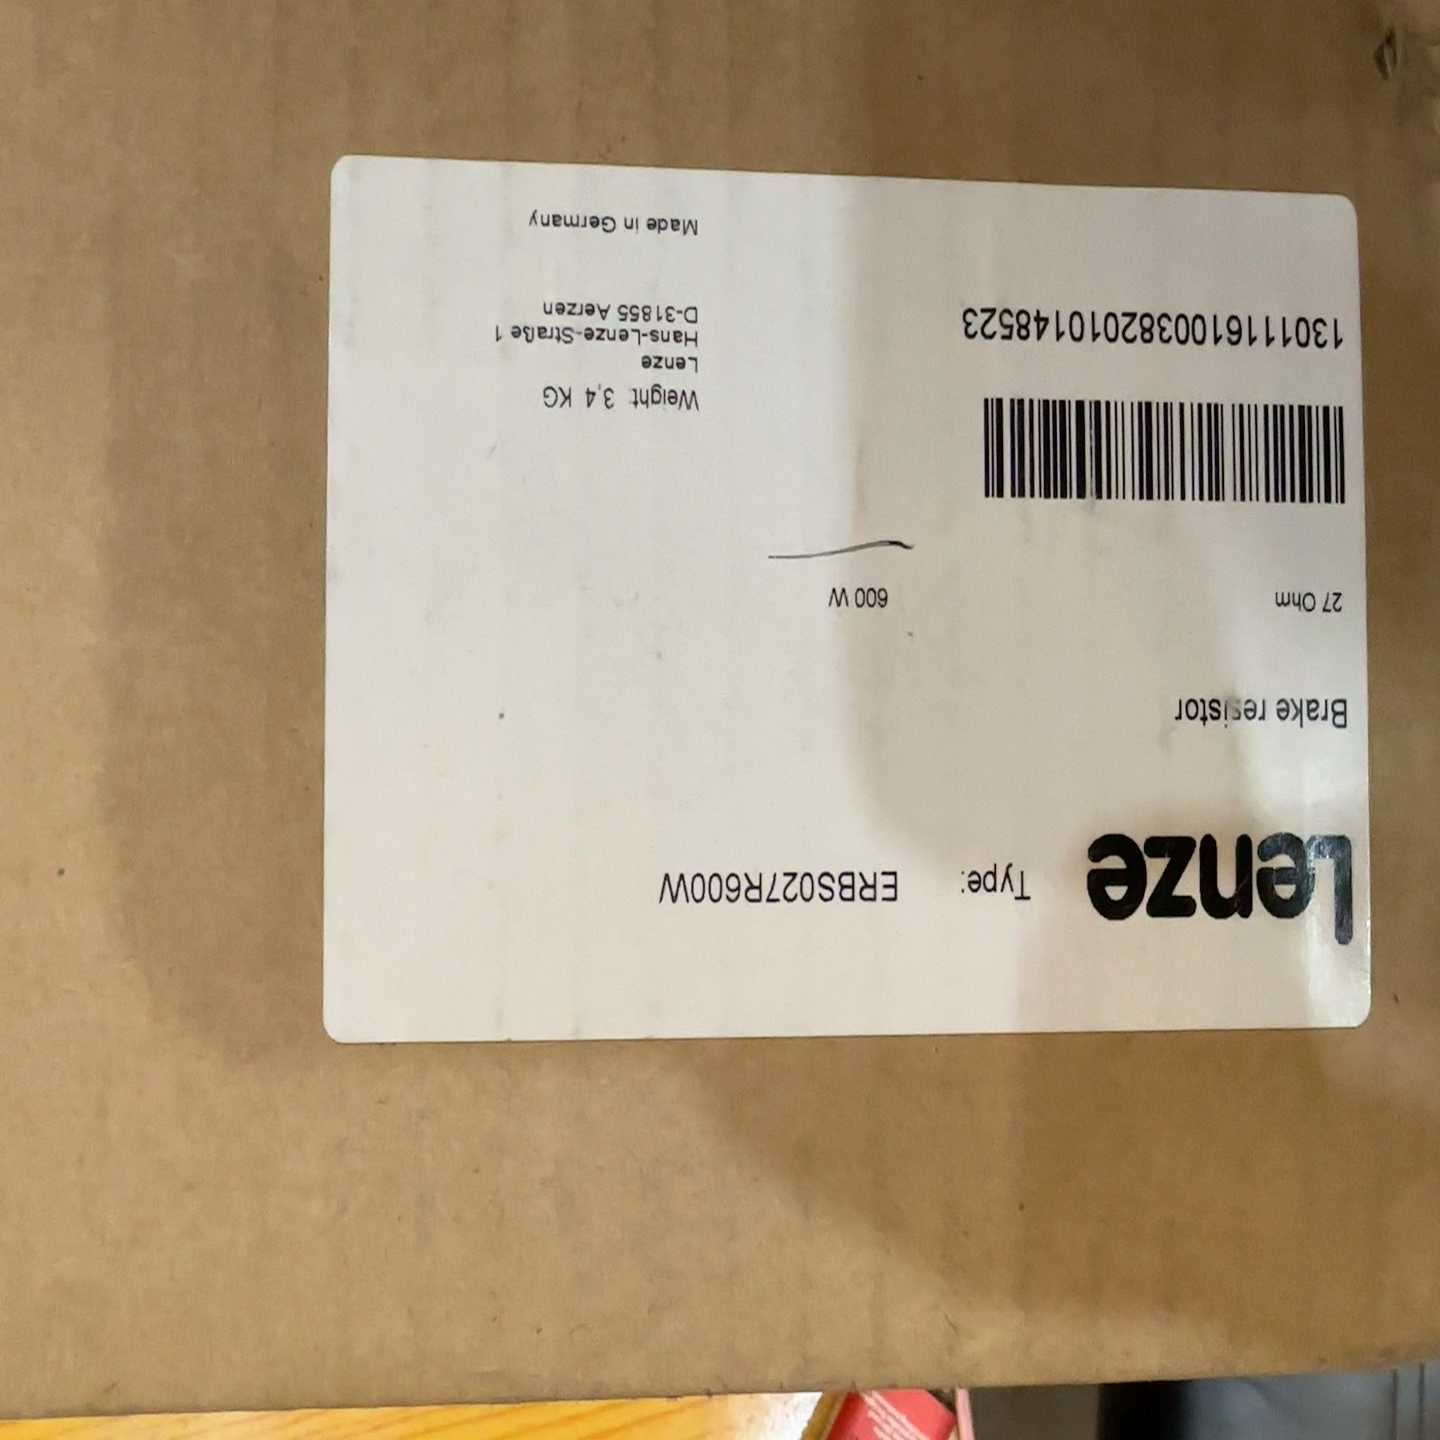 Lenze Type: ERBS027R600W
Brake resistor
27 Ohm 600 W
1301116100382010148523
Weight: 3,4 KG
Lenze
Hans-Lenze-Straße 1
D-31855 Aerzen
Made in Germany